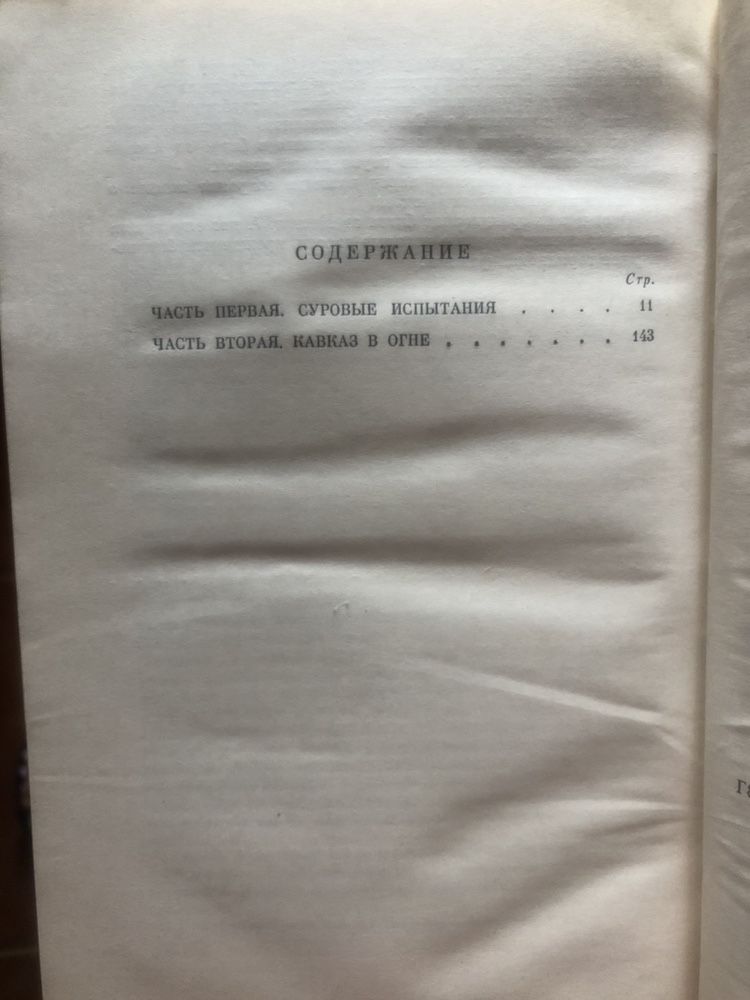 СОДЕРЖАНИЕ
Стр.
ЧАСТЬ ПЕРВАЯ. СУРОВЫЕ ИСПЫТАНИЯ . . . . 11
ЧАСТЬ ВТОРАЯ. КАВКАЗ В ОГНЕ . . . . . . . 143